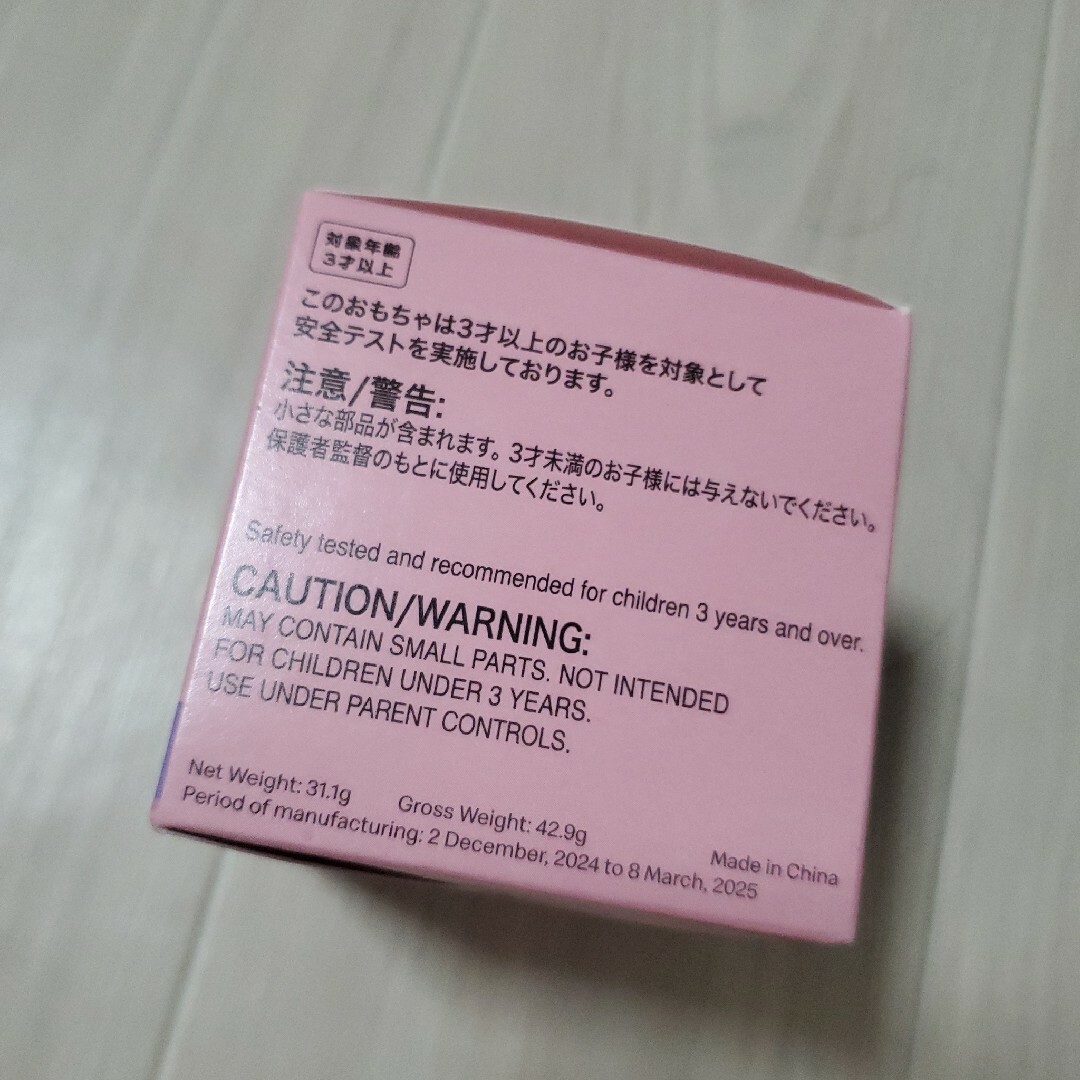 対象年齢
3才以上
このおもちゃは3才以上のお子様を対象として
安全テストを実施しております。
注意/警告:
小さな部品が含まれます。3才未満のお子様には与えないでください。
保護者監督のもとに使用してください。
Safety tested and recommended for children 3 years and over.
CAUTION/WARNING:
MAY CONTAIN SMALL PARTS. NOT INTENDED
FOR CHILDREN UNDER 3 YEARS.
USE UNDER PARENT CONTROLS.
Net Weight: 31.1g Gross Weight: 42.9g
Period of manufacturing: 2 December, 2024 to 8 March, 2025
Made in China